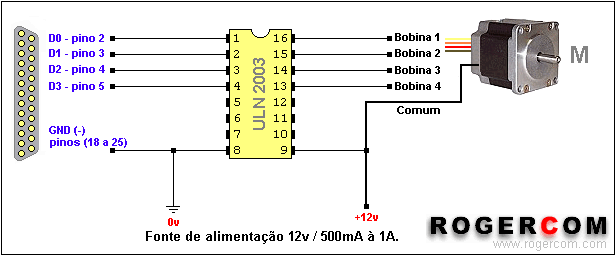 D0 - pino 2
D1 - pino 3
D2 - pino 4
D3 - pino 5
GND (-)
pinos (18 a 25)
1
2
3
4
5
6
7
8
ULN 2003
16
15
14
13
12
11
10
9
Bobina 1
Bobina 2
Bobina 3
Bobina 4
Comum
M
0v
+12v
Fonte de alimentação 12v / 500mA à 1A.
ROGERCOM
www.rogercom.com